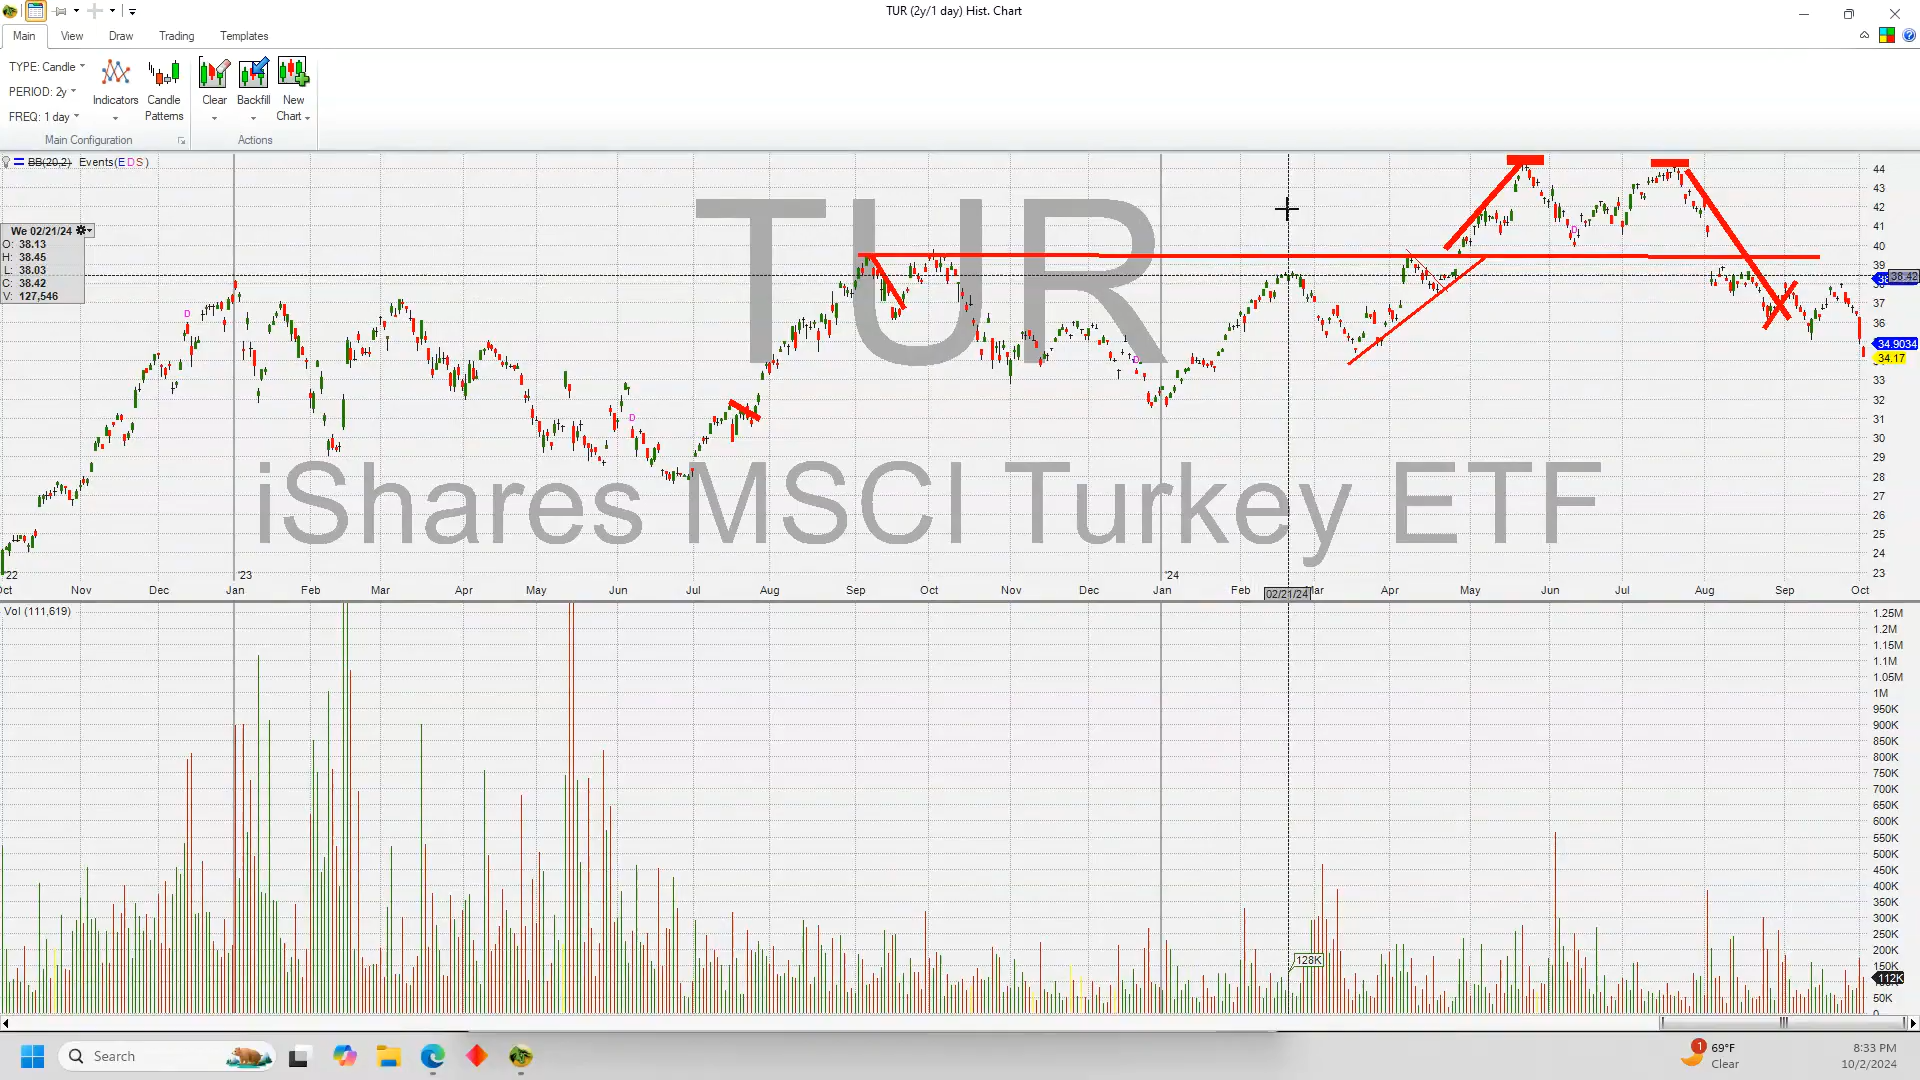 TUR (2y/1 day) Hist. Chart
Main View Draw Trading Templates
TYPE: Candle
PERIOD: 2y
FREQ: 1 day
Indicators
Candle Patterns
Clear
Backfill
New Chart
Main Configuration
Actions
BB(20,2) Events(EDS)
We 02/21/24
O: 38.13
H: 38.45
L: 38.03
C: 38.42
V: 127,546
TUR
iShares MSCI Turkey ETF
D
D
D
D
44
43
42
41
40
39
38.42
37
36
34.9034
34.17
33
32
31
30
29
28
27
26
25
24
23
'22 '23 '24
Nov Dec Jan Feb Mar Apr May Jun Jul Aug Sep Oct Nov Dec Jan Feb 02/21/24 Apr May Jun Jul Aug Sep Oct
Vol (111,619)
1.25M
1.2M
1.15M
1.1M
1.05M
1M
950K
900K
850K
800K
750K
700K
650K
600K
550K
500K
450K
400K
350K
300K
250K
200K
150K
112K
50K
128K
Search
1
69°F
Clear
8:33 PM
10/2/2024